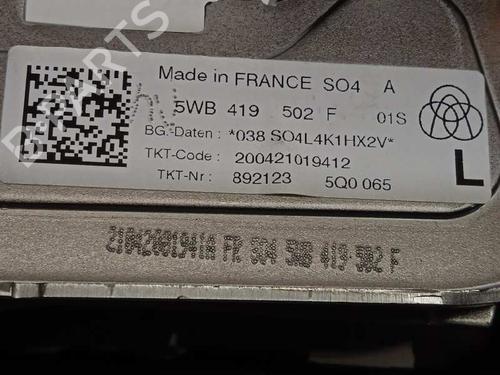 Made in FRANCE SO4 A
5WB 419 502 F 01S
BG.-Daten : *038 SO4L4K1HX2V*
TKT-Code : 200421019412
TKT-Nr : 892123 5Q0 065
L
FR SO4 5WB 419 502 F
B-Parts